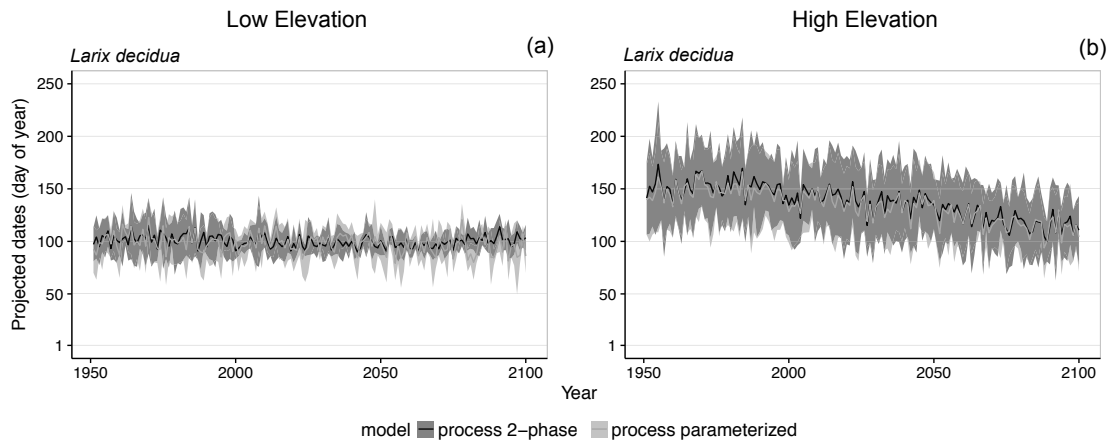 Low Elevation
High Elevation
Larix decidua
(a)
Larix decidua
(b)
Projected dates (day of year)
250
200
150
100
50
1
250
200
150
100
50
1
1950
2000
2050
2100
1950
2000
2050
2100
Year
model process 2−phase process parameterized